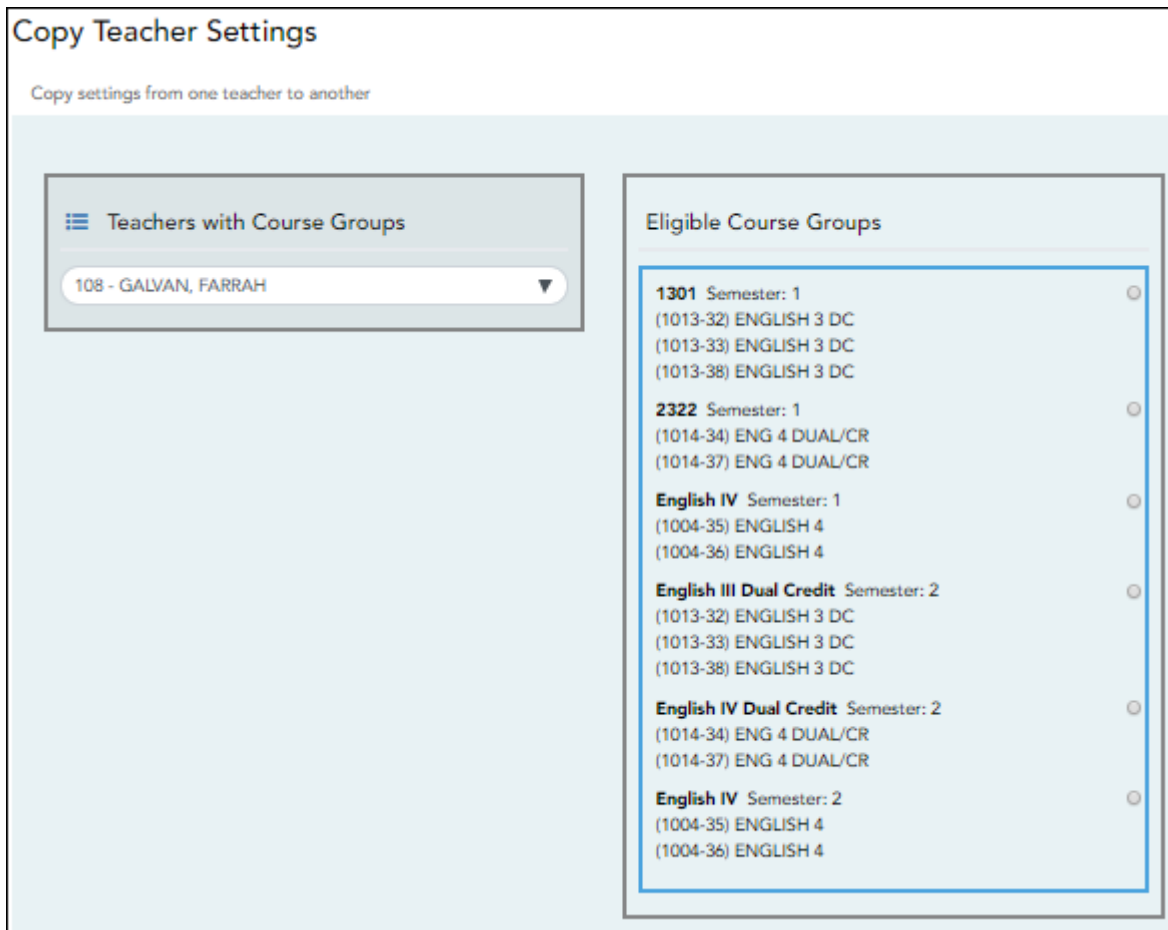 Copy Teacher Settings
Copy settings from one teacher to another
Teachers with Course Groups
108 - GALVAN, FARRAH
Eligible Course Groups
1301 Semester: 1
(1013-32) ENGLISH 3 DC
(1013-33) ENGLISH 3 DC
(1013-38) ENGLISH 3 DC
2322 Semester: 1
(1014-34) ENG 4 DUAL/CR
(1014-37) ENG 4 DUAL/CR
English IV Semester: 1
(1004-35) ENGLISH 4
(1004-36) ENGLISH 4
English III Dual Credit Semester: 2
(1013-32) ENGLISH 3 DC
(1013-33) ENGLISH 3 DC
(1013-38) ENGLISH 3 DC
English IV Dual Credit Semester: 2
(1014-34) ENG 4 DUAL/CR
(1014-37) ENG 4 DUAL/CR
English IV Semester: 2
(1004-35) ENGLISH 4
(1004-36) ENGLISH 4